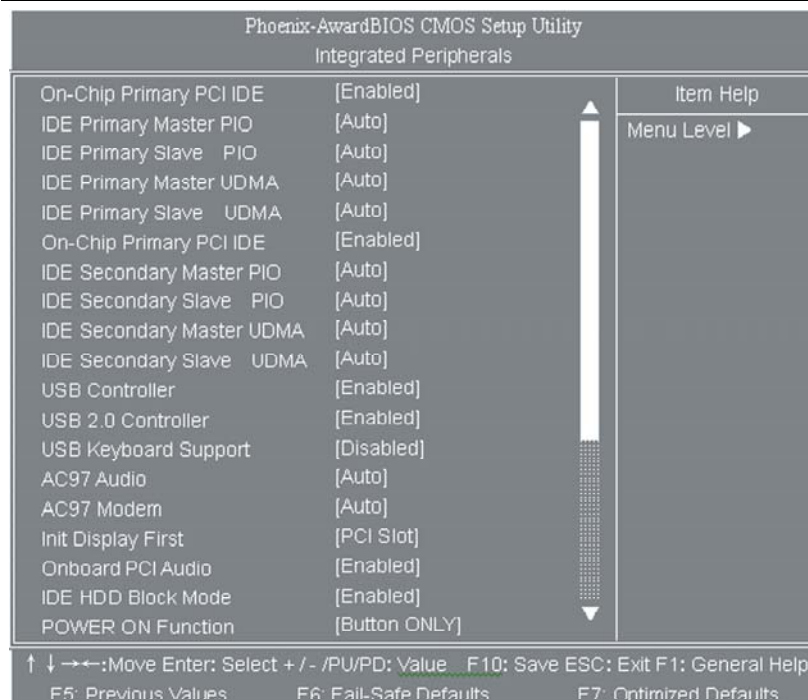 Phoenix-AwardBIOS CMOS Setup Utility
Integrated Peripherals
On-Chip Primary PCI IDE [Enabled]
IDE Primary Master PIO [Auto]
IDE Primary Slave PIO [Auto]
IDE Primary Master UDMA [Auto]
IDE Primary Slave UDMA [Auto]
On-Chip Primary PCI IDE [Enabled]
IDE Secondary Master PIO [Auto]
IDE Secondary Slave PIO [Auto]
IDE Secondary Master UDMA [Auto]
IDE Secondary Slave UDMA [Auto]
USB Controller [Enabled]
USB 2.0 Controller [Enabled]
USB Keyboard Support [Disabled]
AC97 Audio [Auto]
AC97 Modem [Auto]
Init Display First [PCI Slot]
Onboard PCI Audio [Enabled]
IDE HDD Block Mode [Enabled]
POWER ON Function [Button ONLY]
Item Help
Menu Level ▶
↑↓→←:Move Enter: Select + / - /PU/PD: Value F10: Save ESC: Exit F1: General Help
F5: Previous Values F6: Fail-Safe Defaults F7: Optimized Defaults